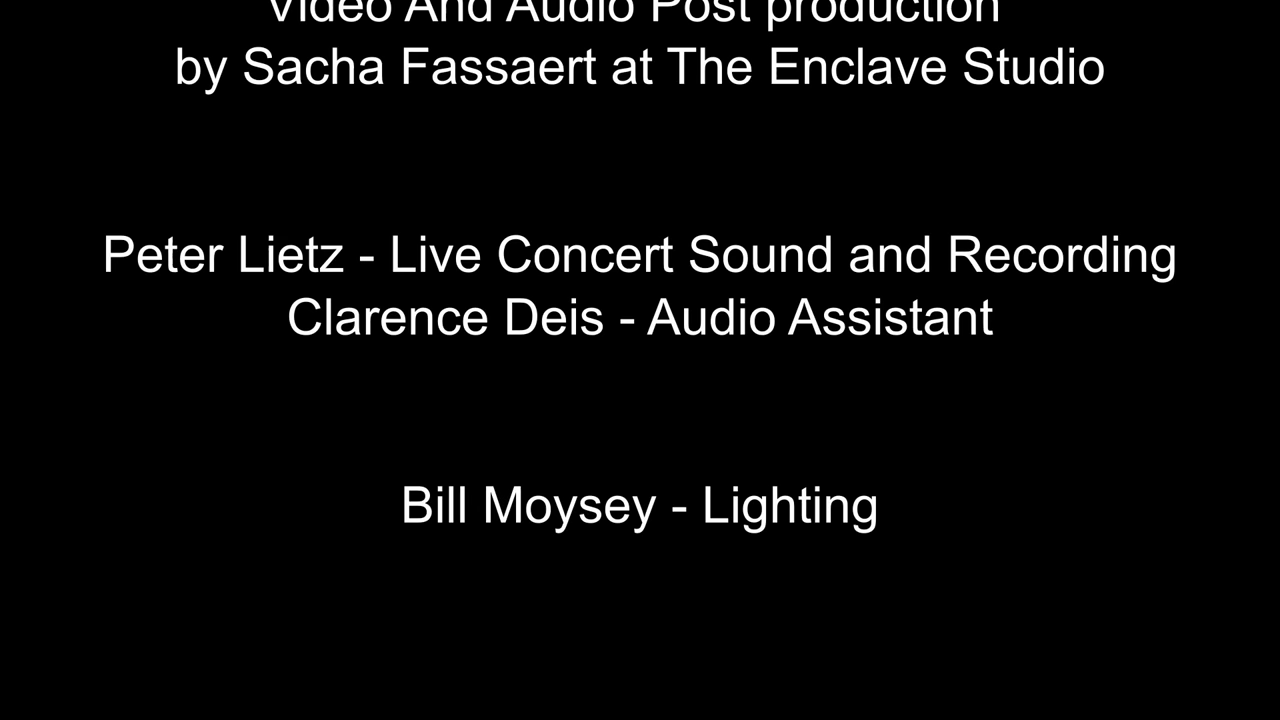 Video And Audio Post production
by Sacha Fassaert at The Enclave Studio
Peter Lietz - Live Concert Sound and Recording
Clarence Deis - Audio Assistant
Bill Moysey - Lighting